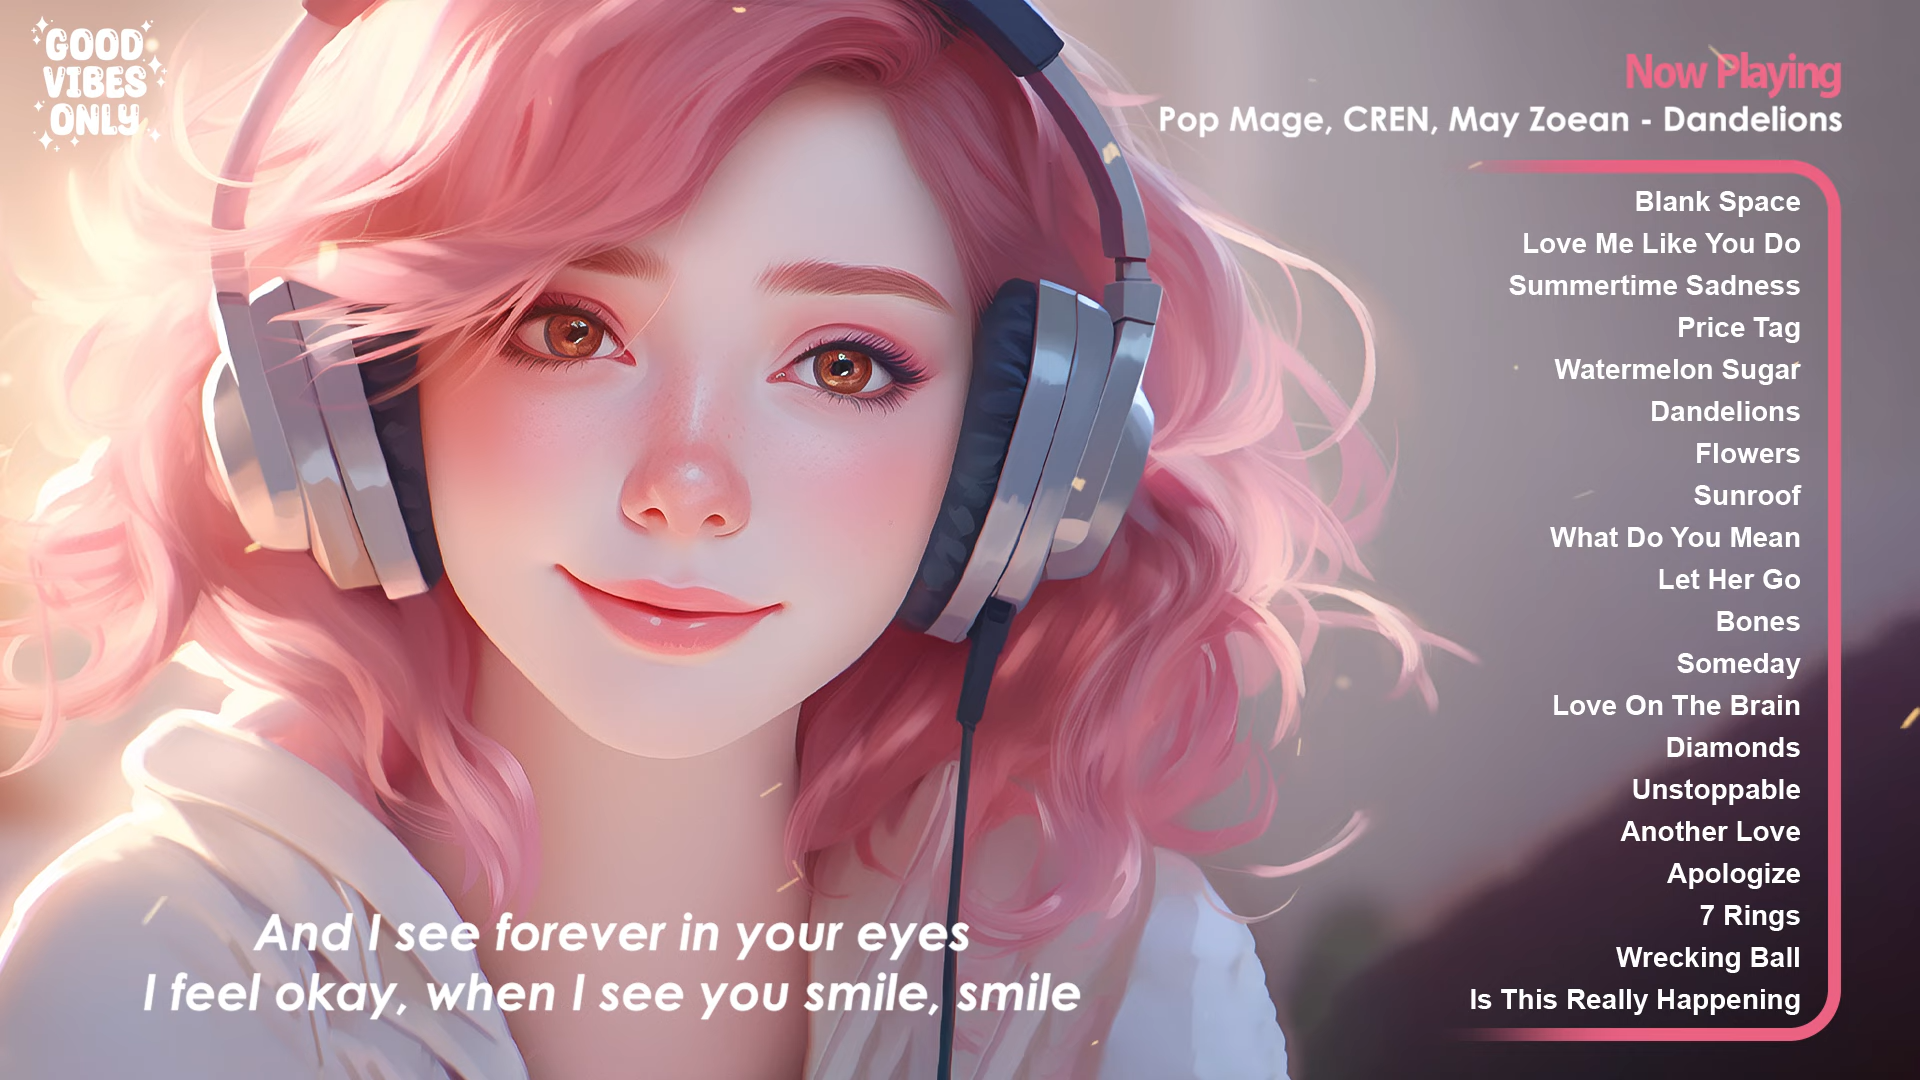 GOOD
VIBES
ONLY
Now Playing
Pop Mage, CREN, May Zoean - Dandelions
Blank Space
Love Me Like You Do
Summertime Sadness
Price Tag
Watermelon Sugar
Dandelions
Flowers
Sunroof
What Do You Mean
Let Her Go
Bones
Someday
Love On The Brain
Diamonds
Unstoppable
Another Love
Apologize
7 Rings
Wrecking Ball
Is This Really Happening
And I see forever in your eyes
I feel okay, when I see you smile, smile